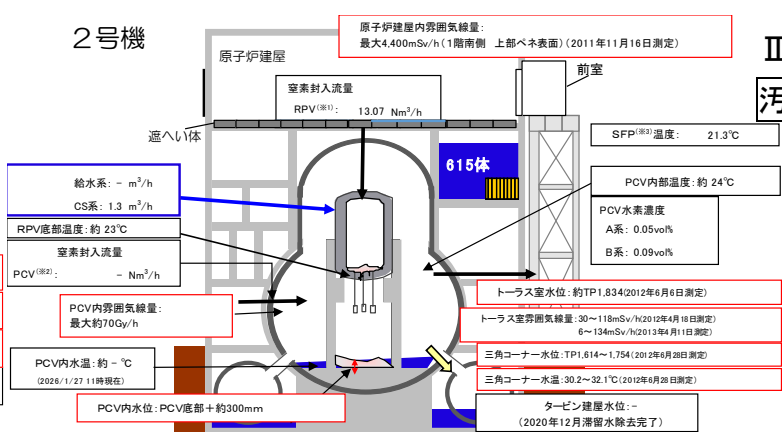 2号機
原子炉建屋内雰囲気線量:
最大4,400mSv/h(1階南側　上部ペネ表面)(2011年11月16日測定)
Ⅱ
原子炉建屋
前室
汚
窒素封入流量
RPV(※1):　13.07 Nm³/h
遮へい体
SFP(※3)温度:　21.3℃
615体
給水系: - m³/h
CS系: 1.3 m³/h
PCV内部温度:約 24℃
RPV底部温度:約 23℃
PCV水素濃度
A系: 0.05vol%
B系: 0.09vol%
窒素封入流量
PCV(※2):　- Nm³/h
トーラス室水位:約TP1,834(2012年6月6日測定)
PCV内雰囲気線量:
最大約70Gy/h
トーラス室雰囲気線量:30～118mSv/h(2012年4月18日測定)
6～134mSv/h(2013年4月11日測定)
三角コーナー水位:TP1,614～1,754(2012年6月28日測定)
PCV内水温:約 - ℃
(2026/1/27 11時現在)
三角コーナー水温:30.2～32.1℃(2012年6月28日測定)
PCV内水位:PCV底部+約300mm
タービン建屋水位:-
(2020年12月滞留水除去完了)